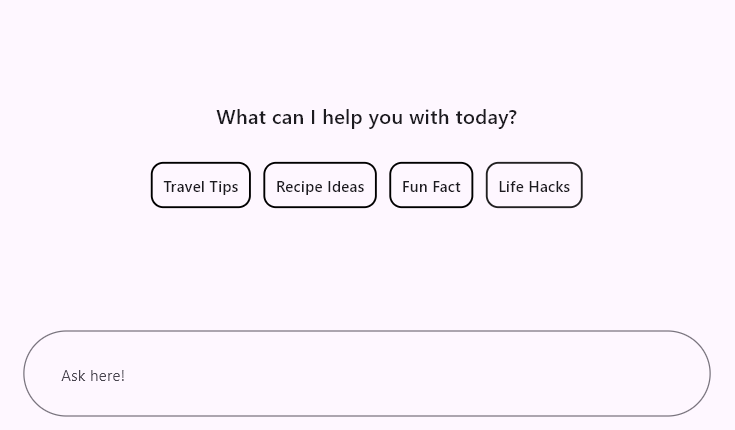 What can I help you with today?
Travel Tips Recipe Ideas Fun Fact Life Hacks
Ask here!